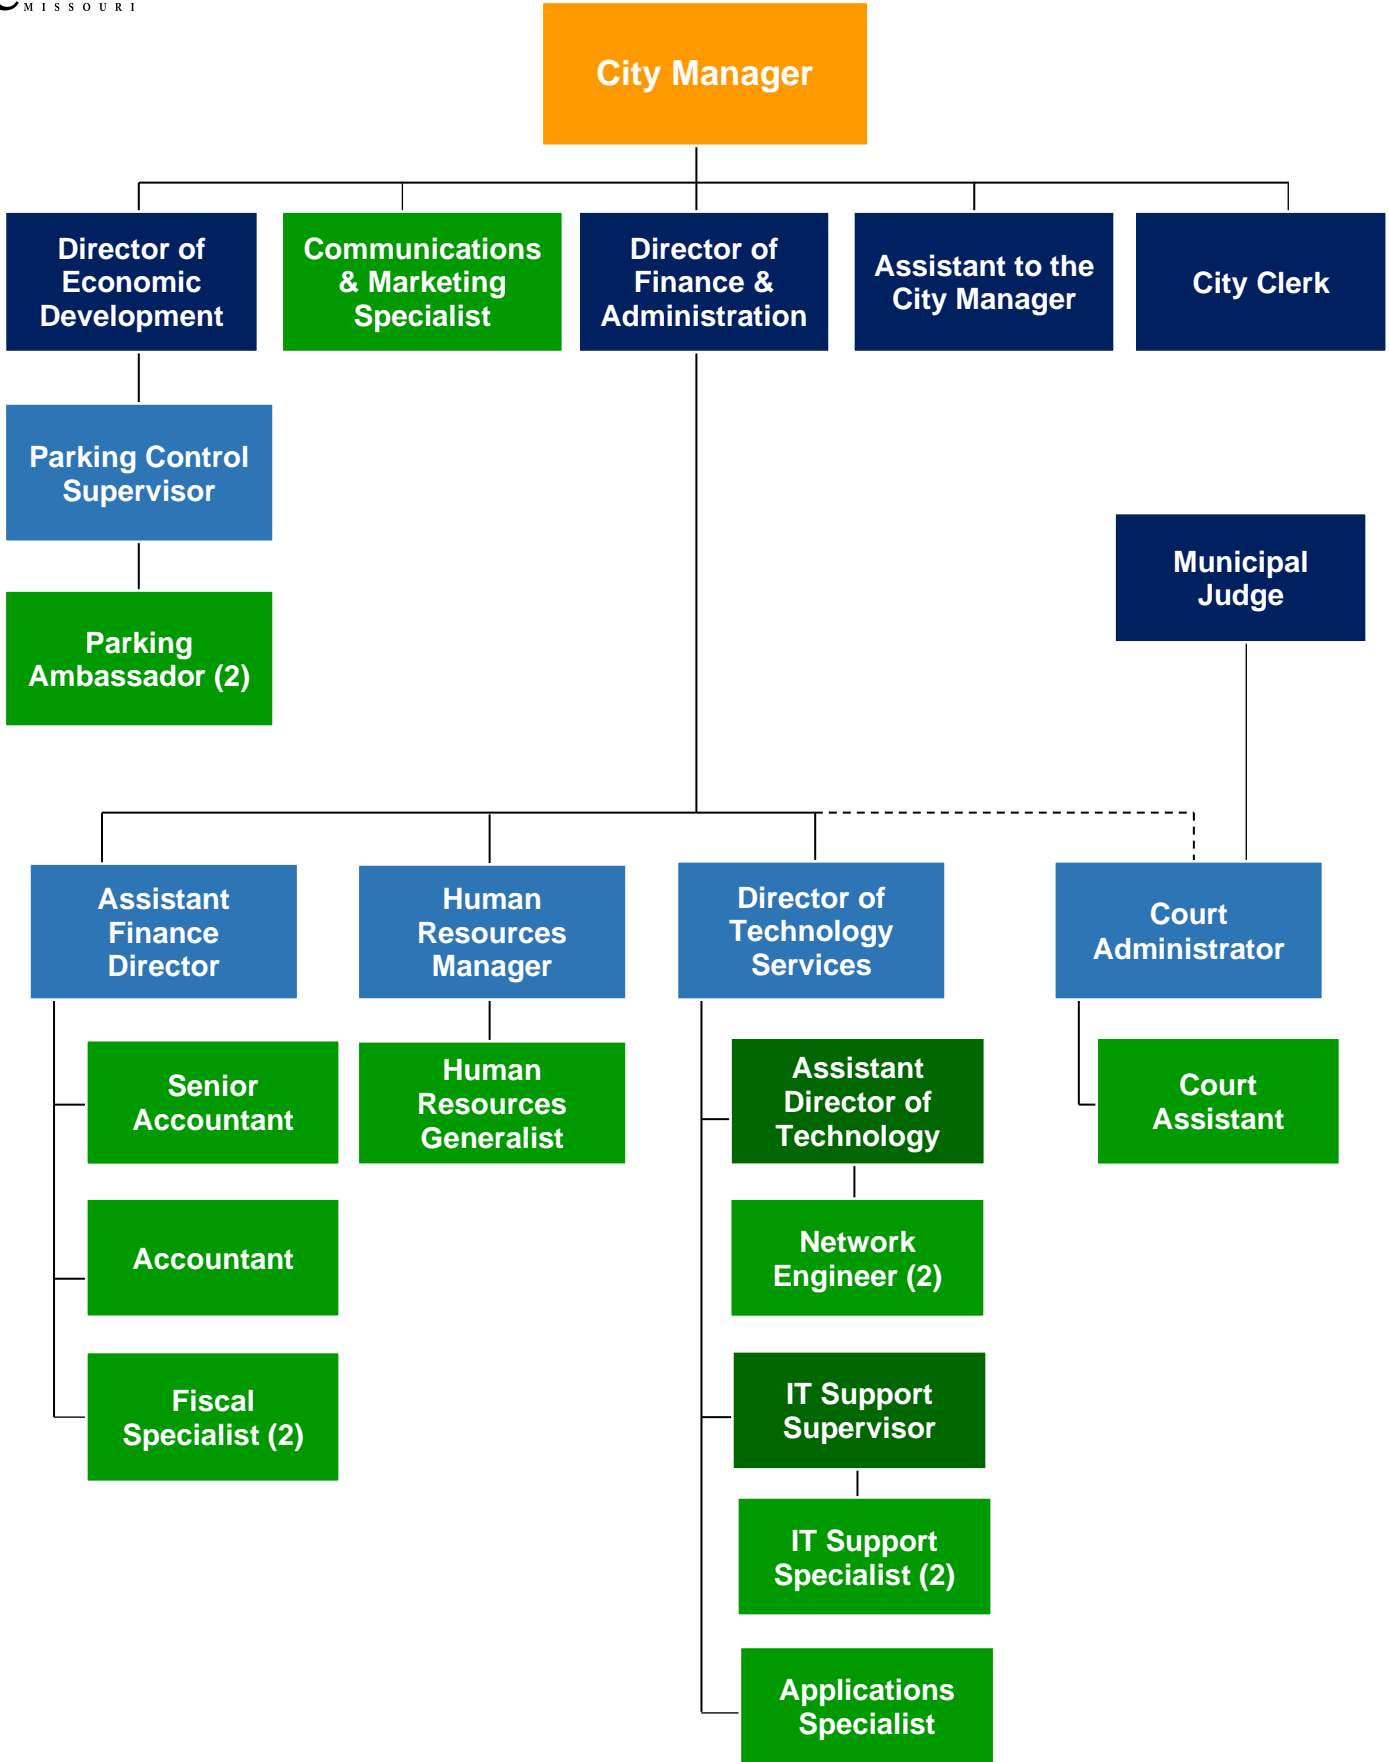 MISSOURI
City Manager
Director of
Economic
Development
Communications
& Marketing
Specialist
Director of
Finance &
Administration
Assistant to the
City Manager
City Clerk
Parking Control
Supervisor
Municipal
Judge
Parking
Ambassador (2)
Assistant
Finance
Director
Human
Resources
Manager
Director of
Technology
Services
Court
Administrator
Senior
Accountant
Human
Resources
Generalist
Assistant
Director of
Technology
Court
Assistant
Accountant
Network
Engineer (2)
Fiscal
Specialist (2)
IT Support
Supervisor
IT Support
Specialist (2)
Applications
Specialist